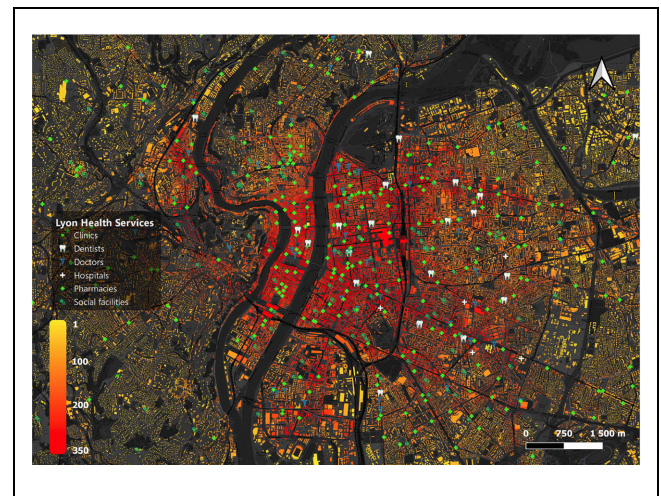 Lyon Health Services
Clinics
Dentists
Doctors
Hospitals
Pharmacies
Social facilities
1
100
200
350
0 750 1 500 m